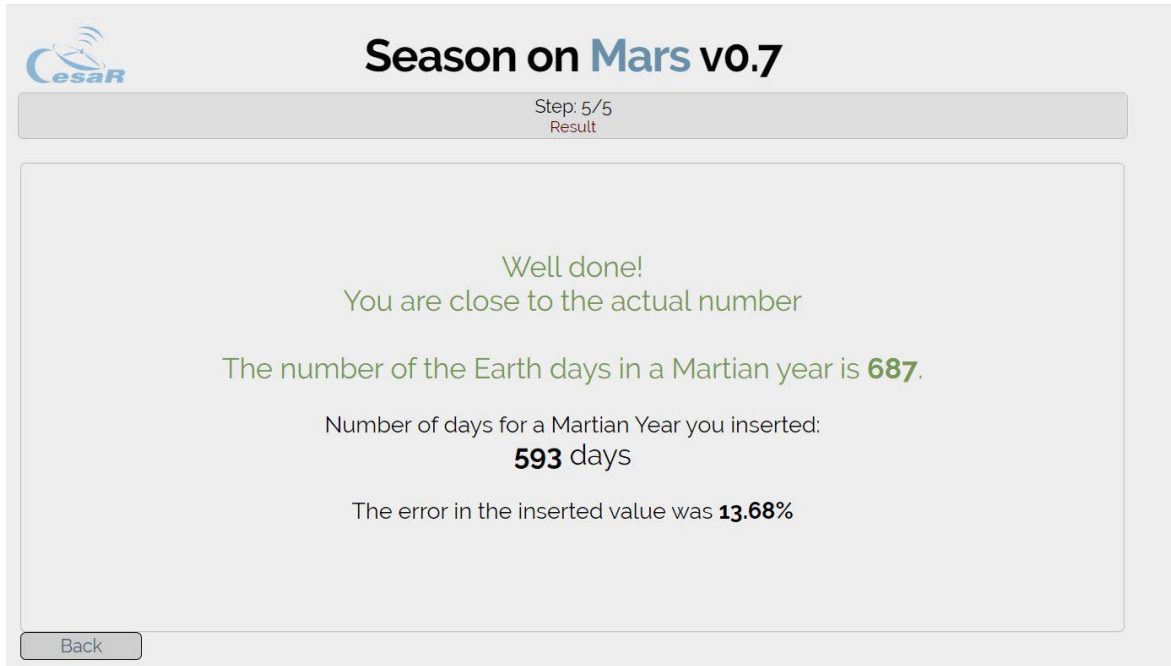 CesaR
Season on Mars v0.7
Step: 5/5
Result
Well done!
You are close to the actual number
The number of the Earth days in a Martian year is 687.
Number of days for a Martian Year you inserted:
593 days
The error in the inserted value was 13.68%
Back